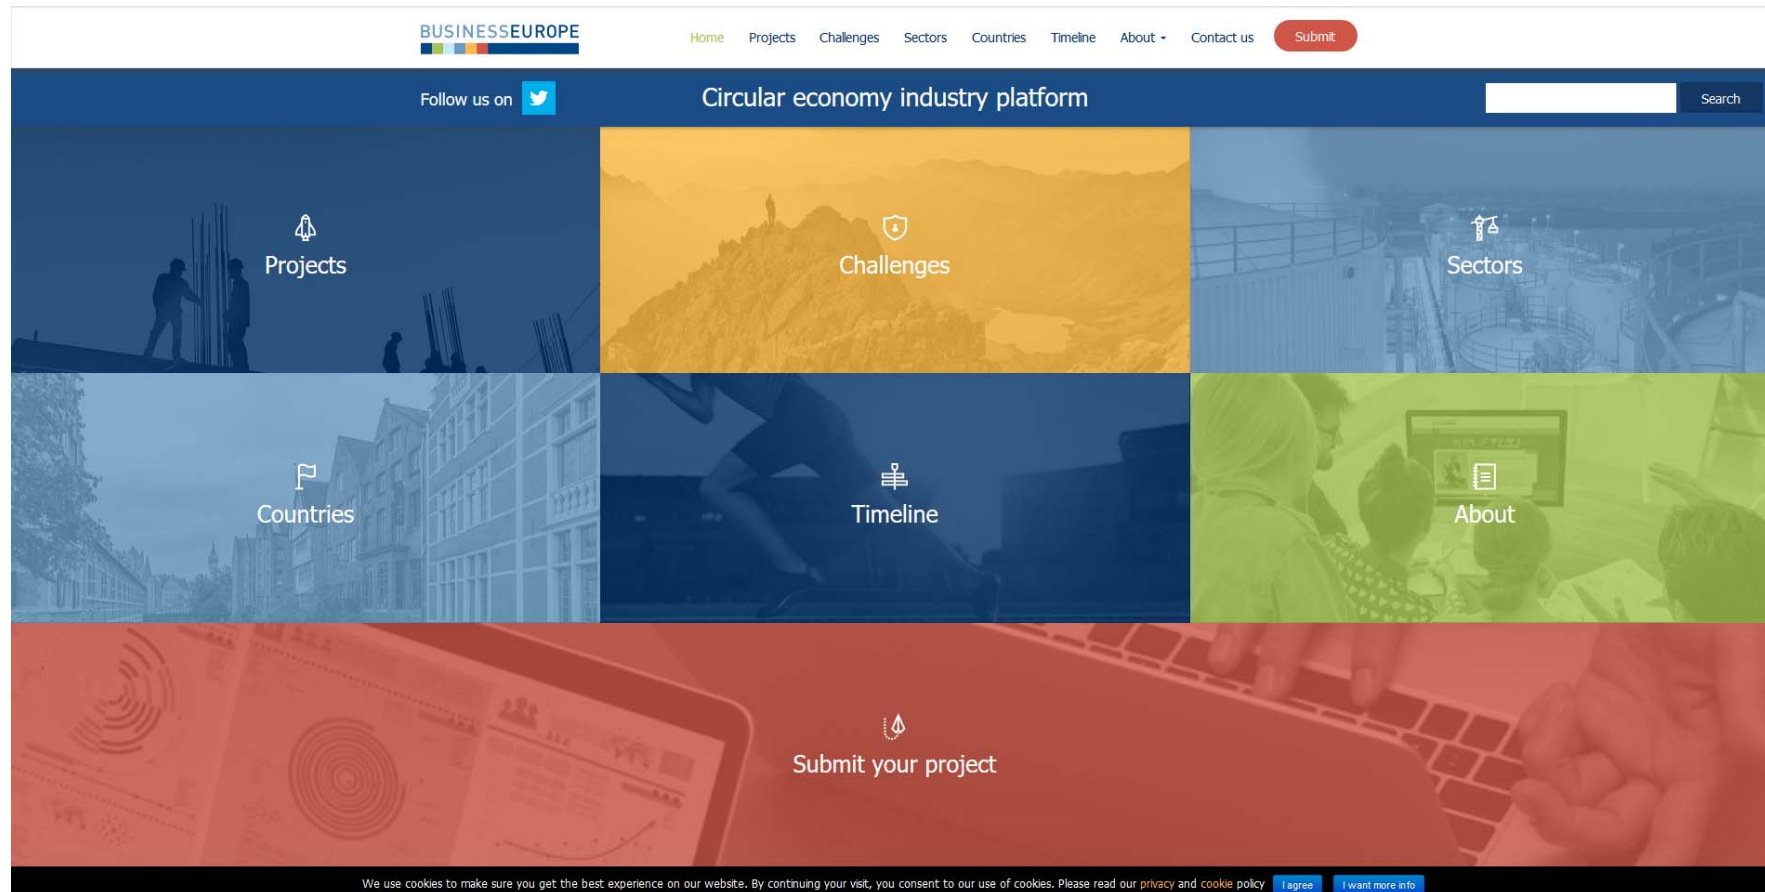 BUSINESSEUROPE
Home Projects Challenges Sectors Countries Timeline About Contact us Submit
Follow us on Circular economy industry platform Search
Projects Challenges Sectors
Countries Timeline About
Submit your project
We use cookies to make sure you get the best experience on our website. By continuing your visit, you consent to our use of cookies. Please read our privacy and cookie policy I agree I want more info